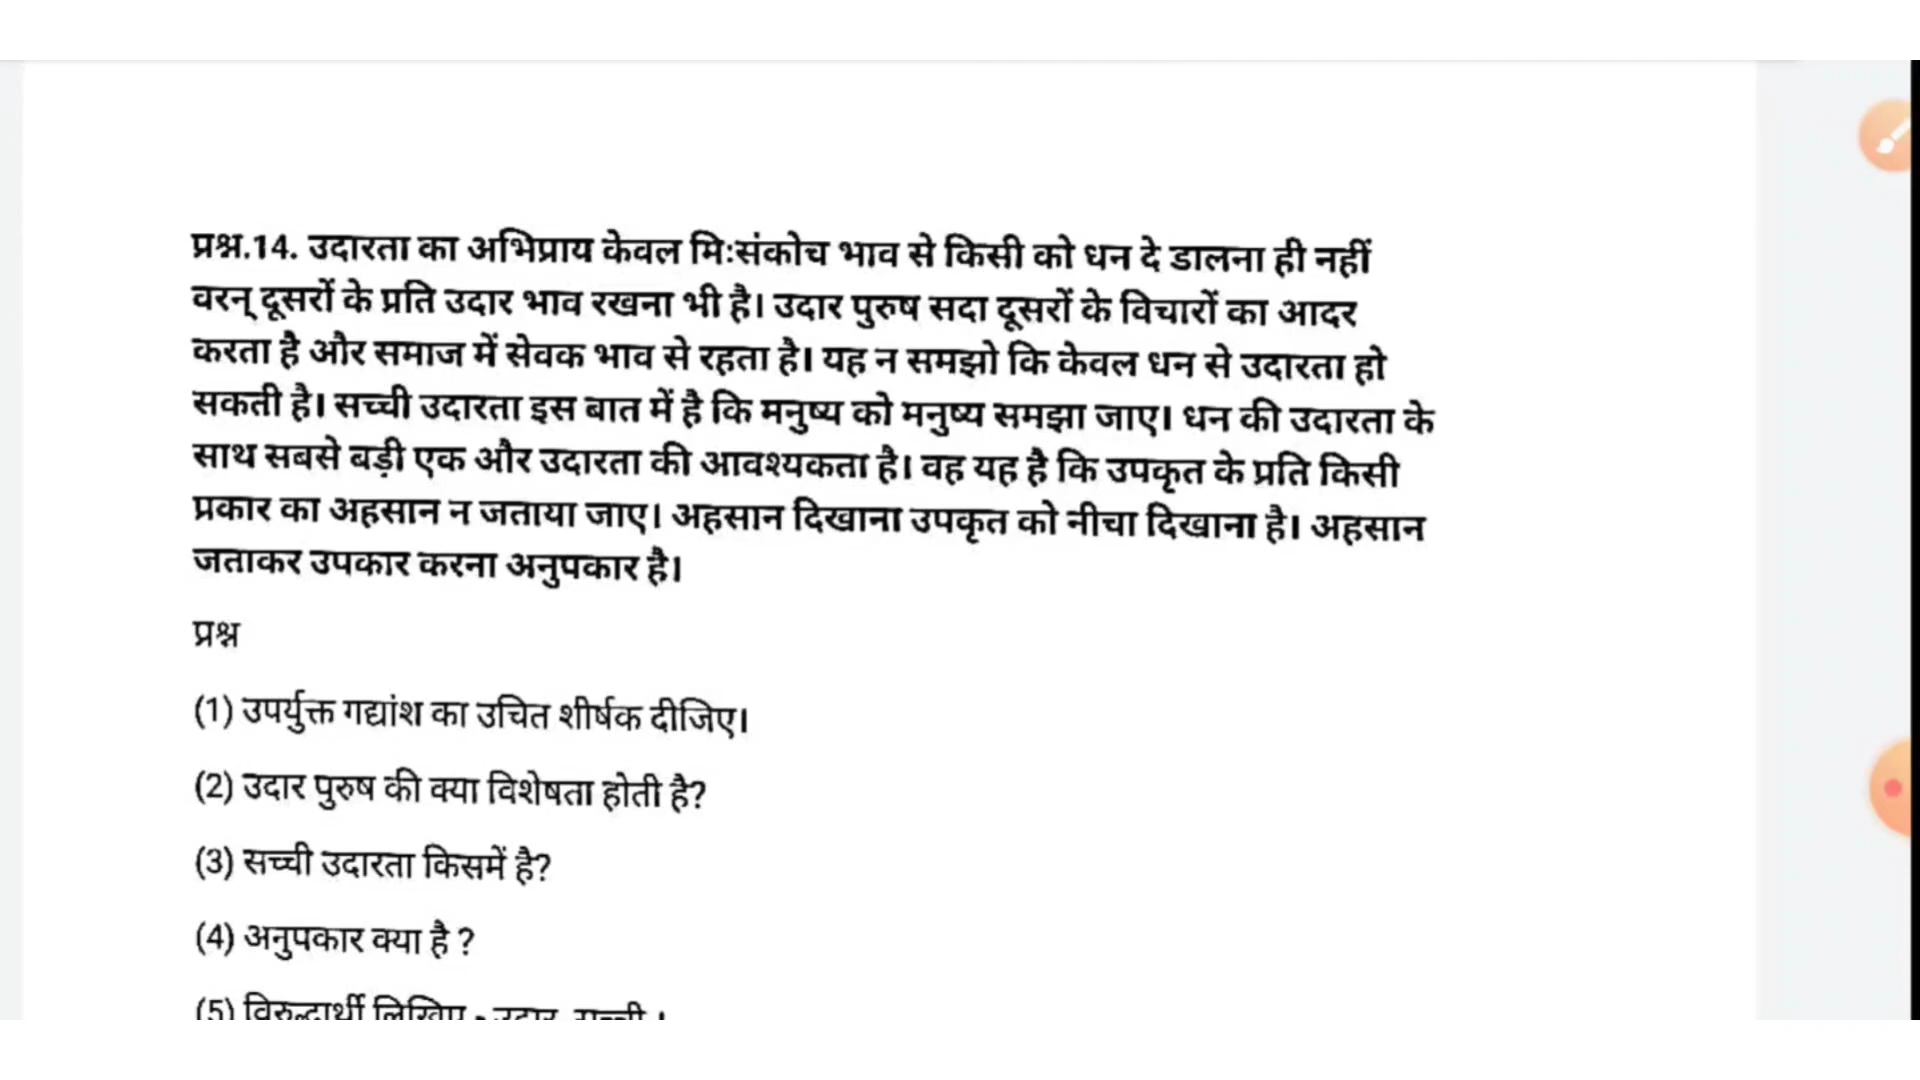 प्रश्न.14. उदारता का अभिप्राय केवल मिःसंकोच भाव से किसी को धन दे डालना ही नहीं
वरन् दूसरों के प्रति उदार भाव रखना भी है। उदार पुरुष सदा दूसरों के विचारों का आदर
करता है और समाज में सेवक भाव से रहता है। यह न समझो कि केवल धन से उदारता हो
सकती है। सच्ची उदारता इस बात में है कि मनुष्य को मनुष्य समझा जाए। धन की उदारता के
साथ सबसे बड़ी एक और उदारता की आवश्यकता है। वह यह है कि उपकृत के प्रति किसी
प्रकार का अहसान न जताया जाए। अहसान दिखाना उपकृत को नीचा दिखाना है। अहसान
जताकर उपकार करना अनुपकार है।
प्रश्न
(1) उपर्युक्त गद्यांश का उचित शीर्षक दीजिए।
(2) उदार पुरुष की क्या विशेषता होती है?
(3) सच्ची उदारता किसमें है?
(4) अनुपकार क्या है ?
(5) विरुद्धार्थी लिखिए - उदार, सच्ची ।